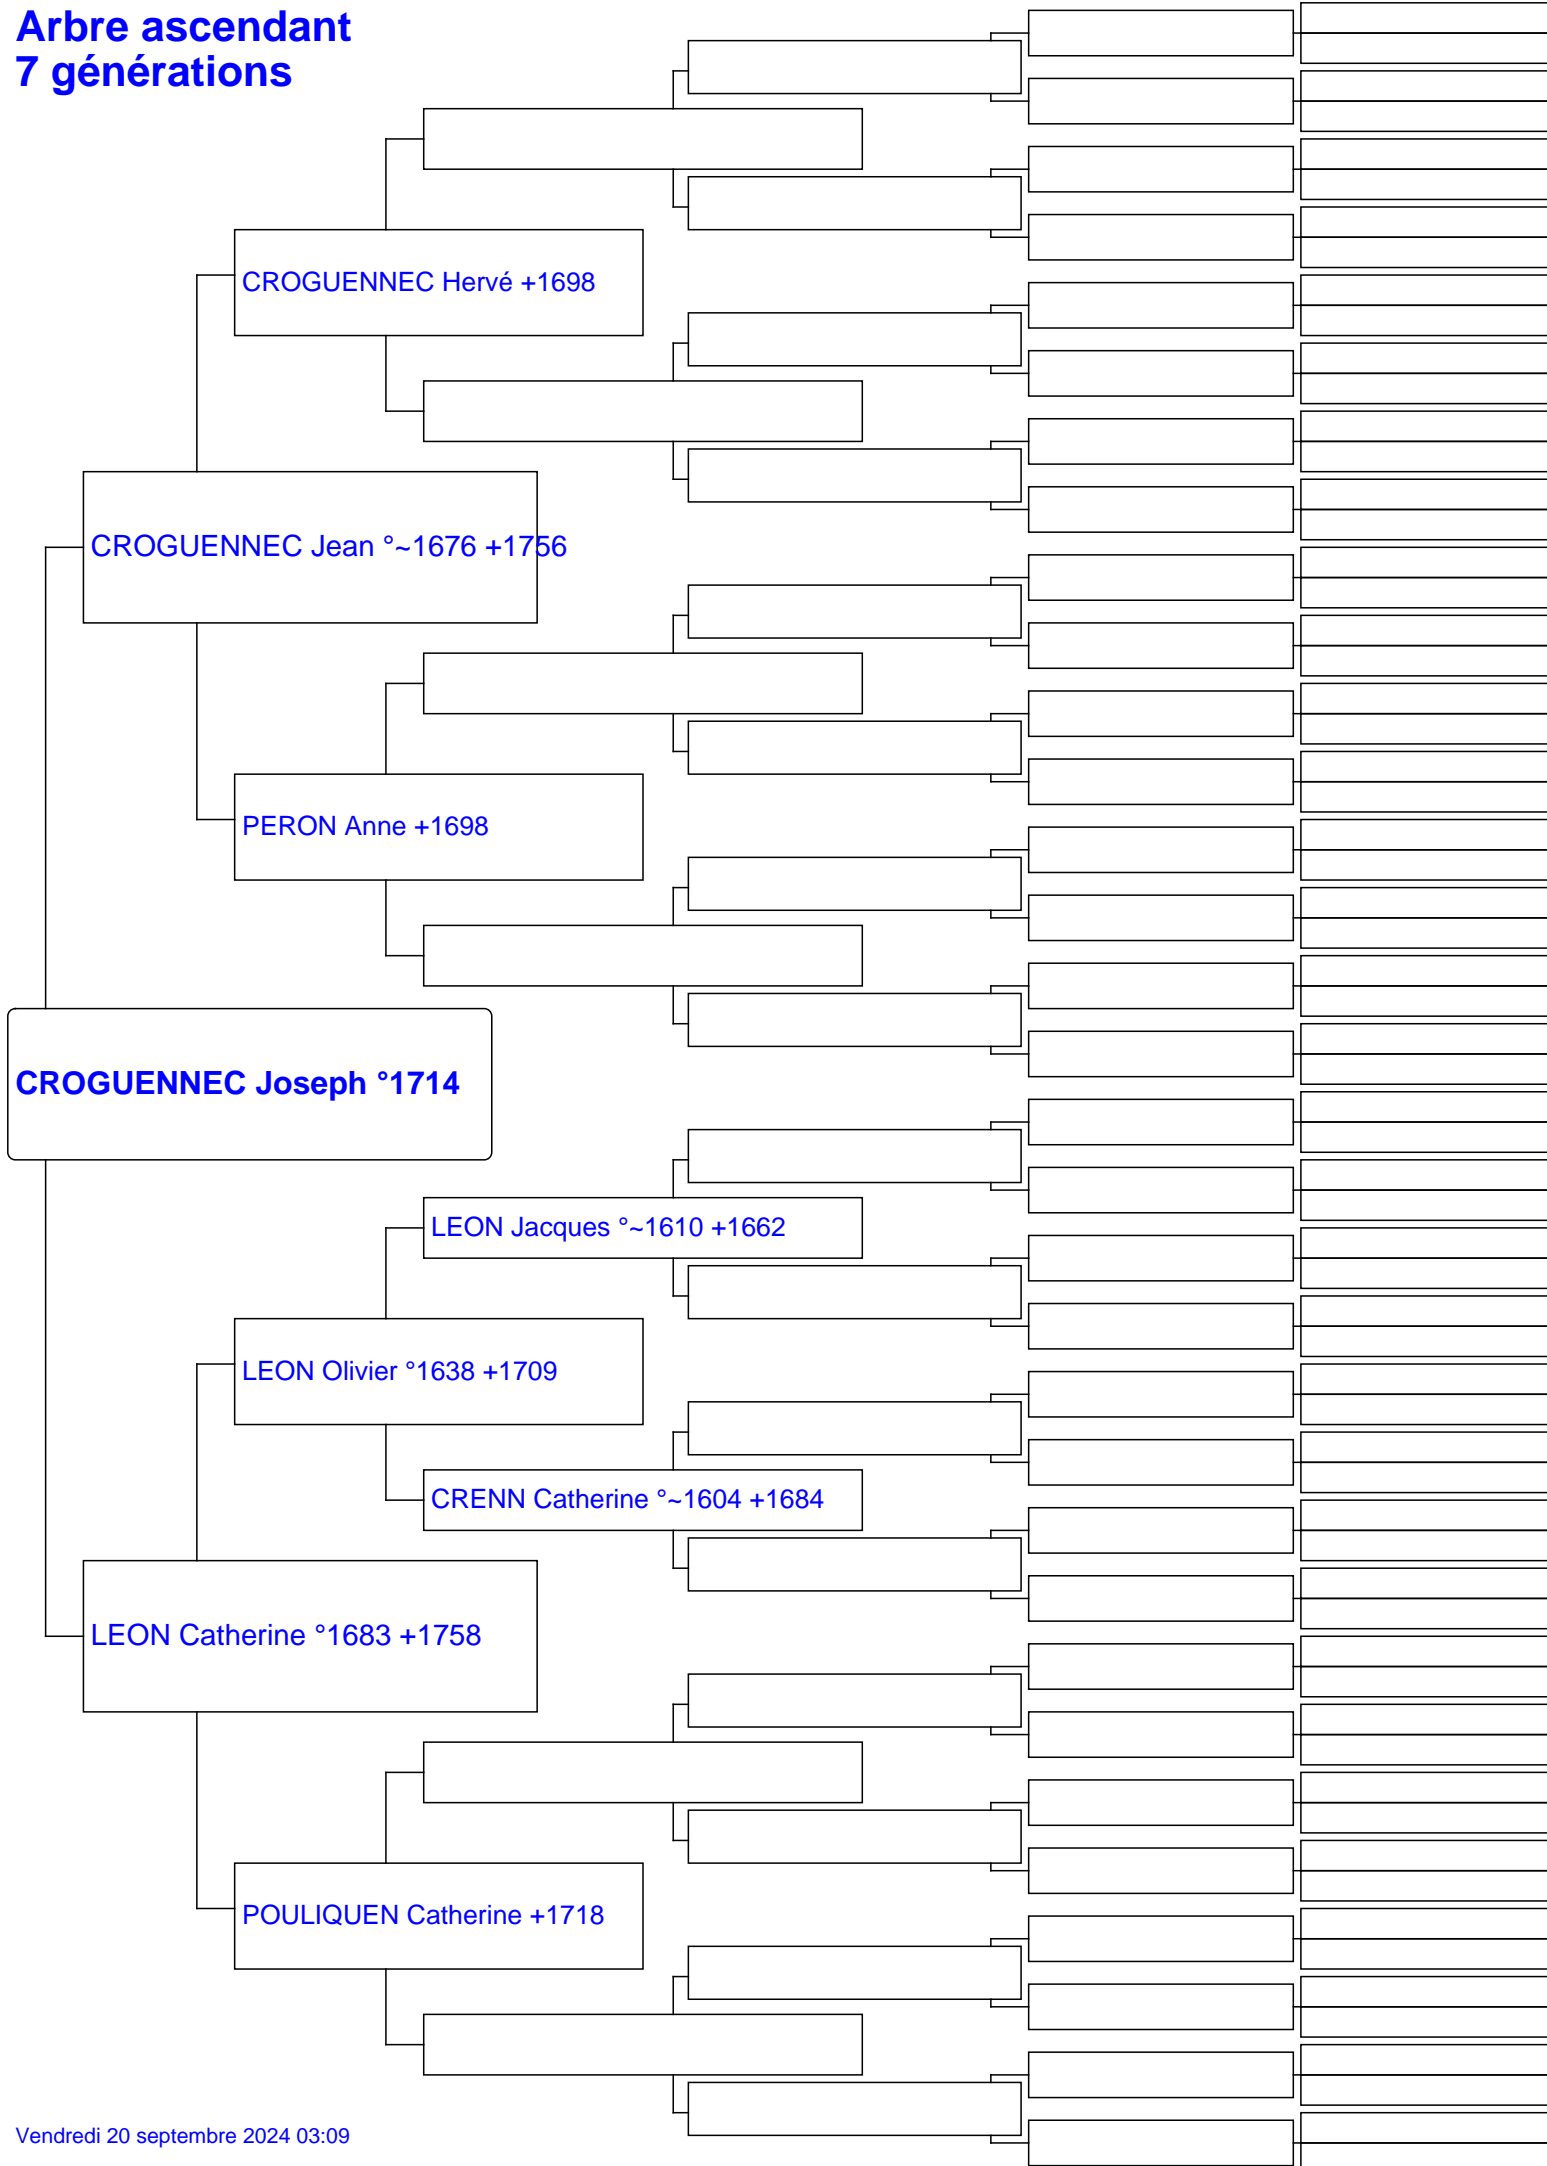 Arbre ascendant
7 générations
CROGUENNEC Hervé +1698
CROGUENNEC Jean °~1676 +1756
PERON Anne +1698
CROGUENNEC Joseph °1714
LEON Jacques °~1610 +1662
LEON Olivier °1638 +1709
CRENN Catherine °~1604 +1684
LEON Catherine °1683 +1758
POULIQUEN Catherine +1718
Vendredi 20 septembre 2024 03:09